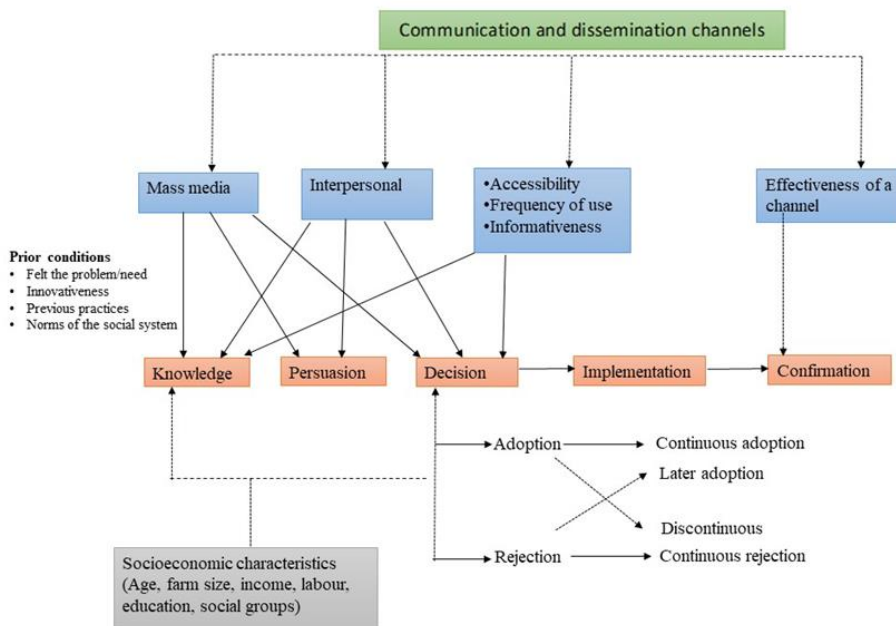 Communication and dissemination channels
Mass media
Interpersonal
•Accessibility
•Frequency of use
•Informativeness
Effectiveness of a
channel
Prior conditions
• Felt the problem/need
• Innovativeness
• Previous practices
• Norms of the social system
Knowledge
Persuasion
Decision
Implementation
Confirmation
Adoption
Continuous adoption
Later adoption
Discontinuous
Rejection
Continuous rejection
Socioeconomic characteristics
(Age, farm size, income, labour,
education, social groups)